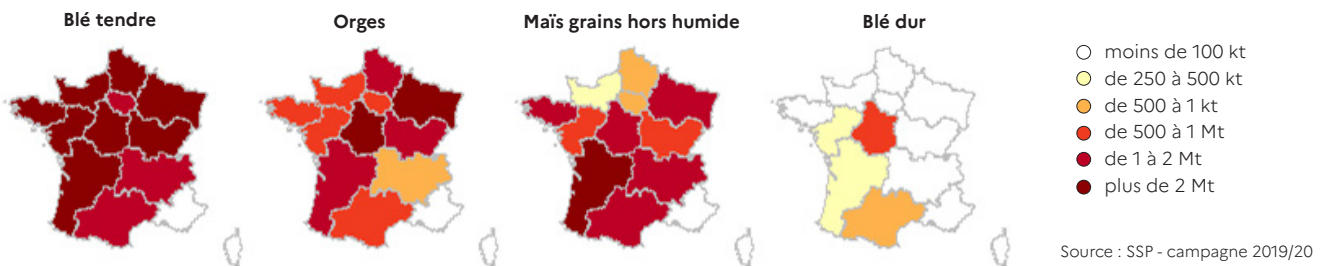 Blé tendre
Orges
Maïs grains hors humide
Blé dur
moins de 100 kt
de 250 à 500 kt
de 500 à 1 kt
de 500 à 1 Mt
de 1 à 2 Mt
plus de 2 Mt
Source : SSP - campagne 2019/20